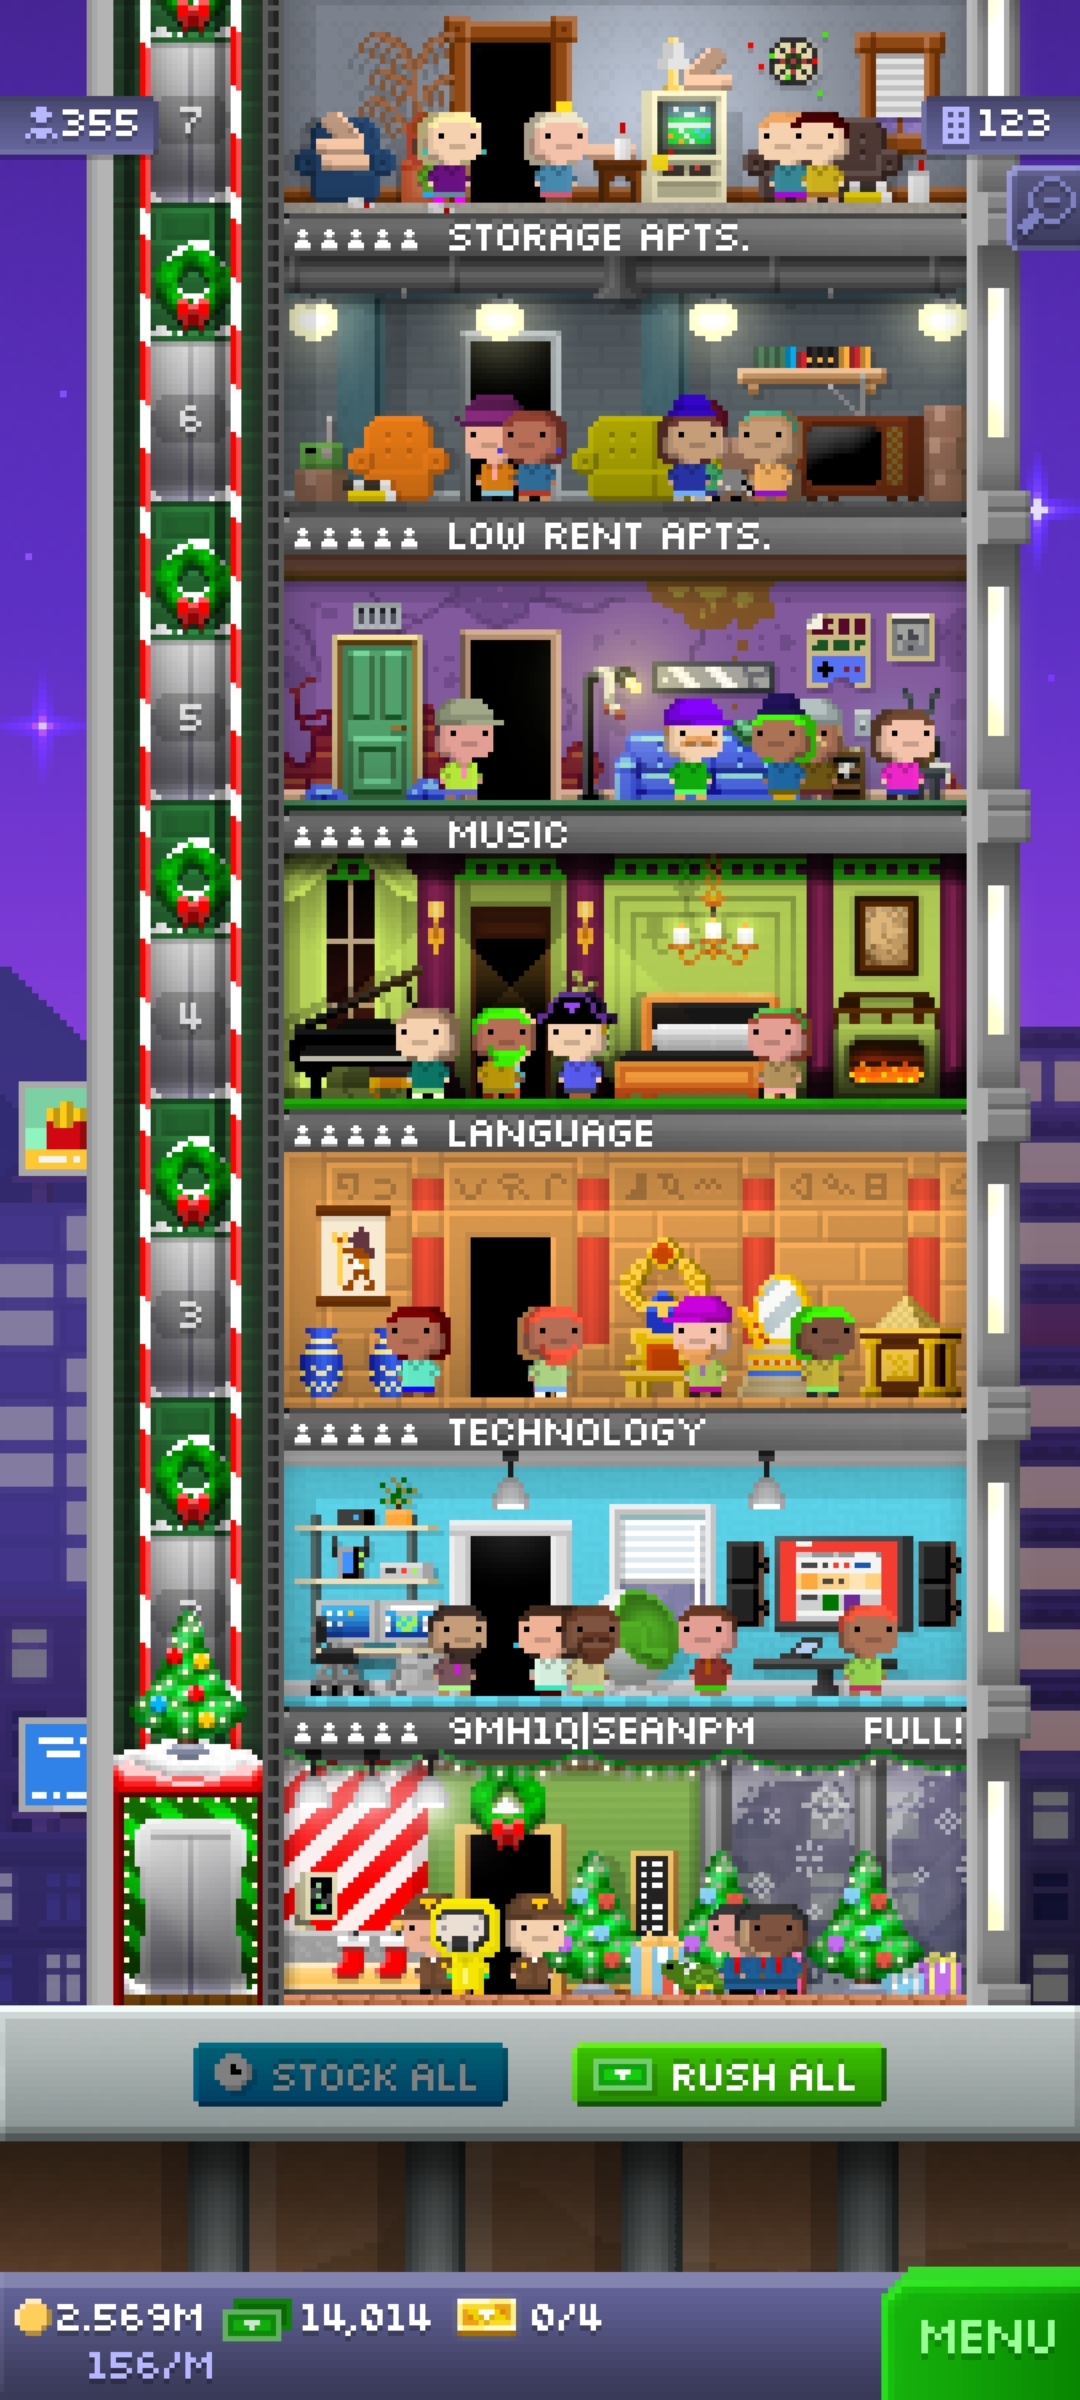 7
355
123
STORAGE APTS.
6
LOW RENT APTS.
5
MUSIC
4
LANGUAGE
3
TECHNOLOGY
9MH1Q|SEANPM FULL!
STOCK ALL
RUSH ALL
2.569M 14,014 0/4
156/M
MENU